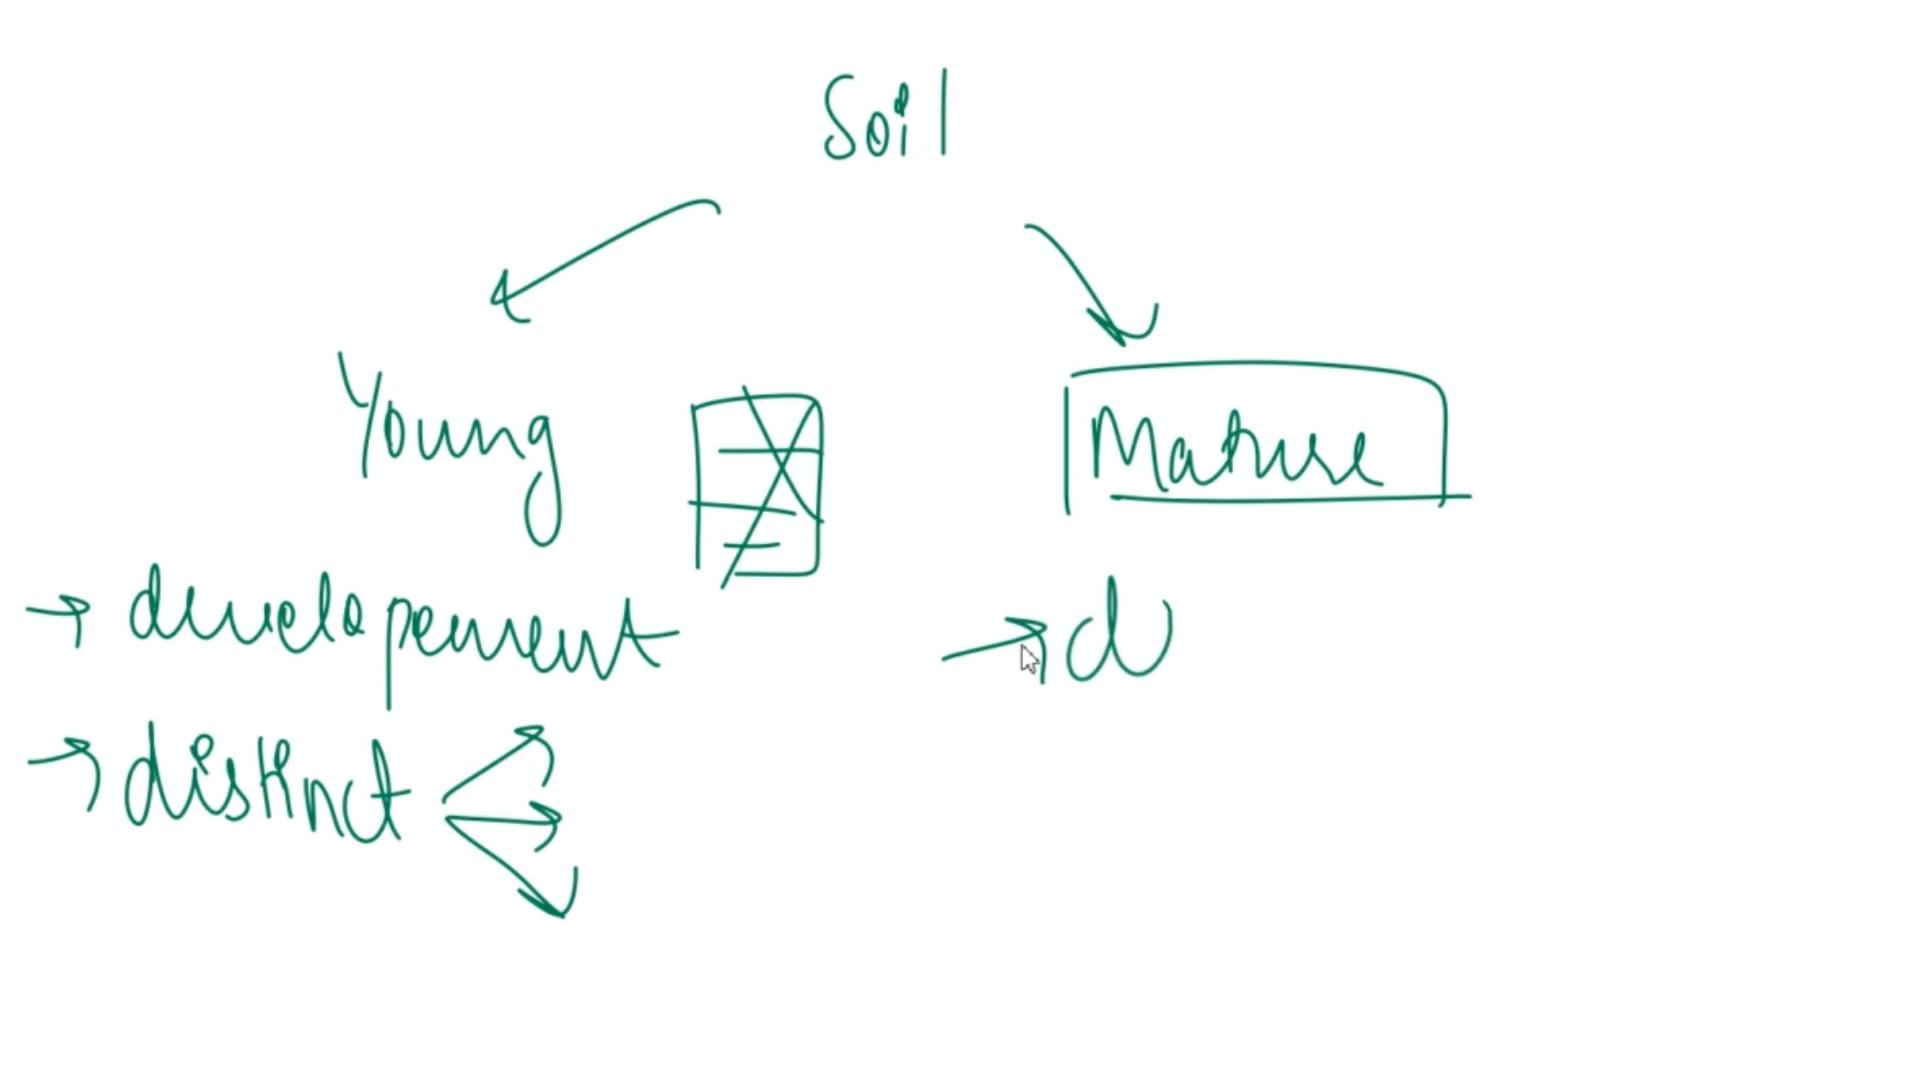 Soil
Young
Mature
→ developement
→ d
→ distinct